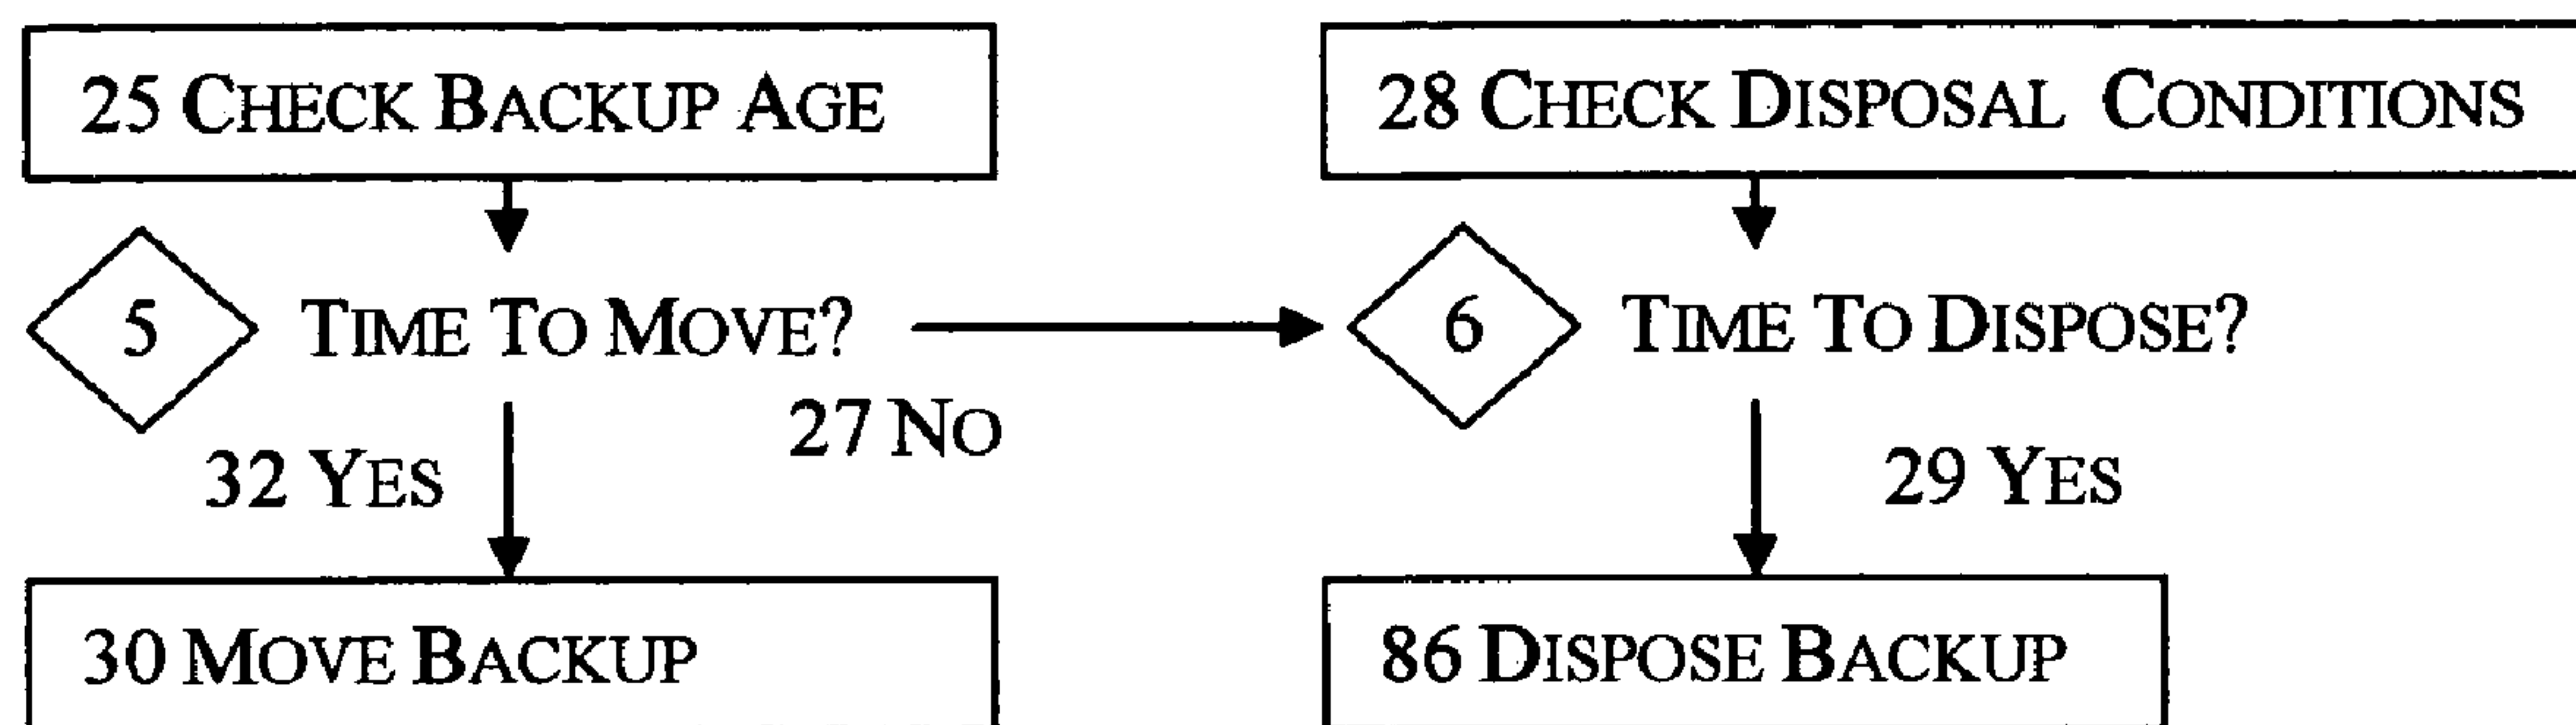 25 CHECK BACKUP AGE
28 CHECK DISPOSAL CONDITIONS
5 TIME TO MOVE?
6 TIME TO DISPOSE?
27 NO
32 YES
29 YES
30 MOVE BACKUP
86 DISPOSE BACKUP